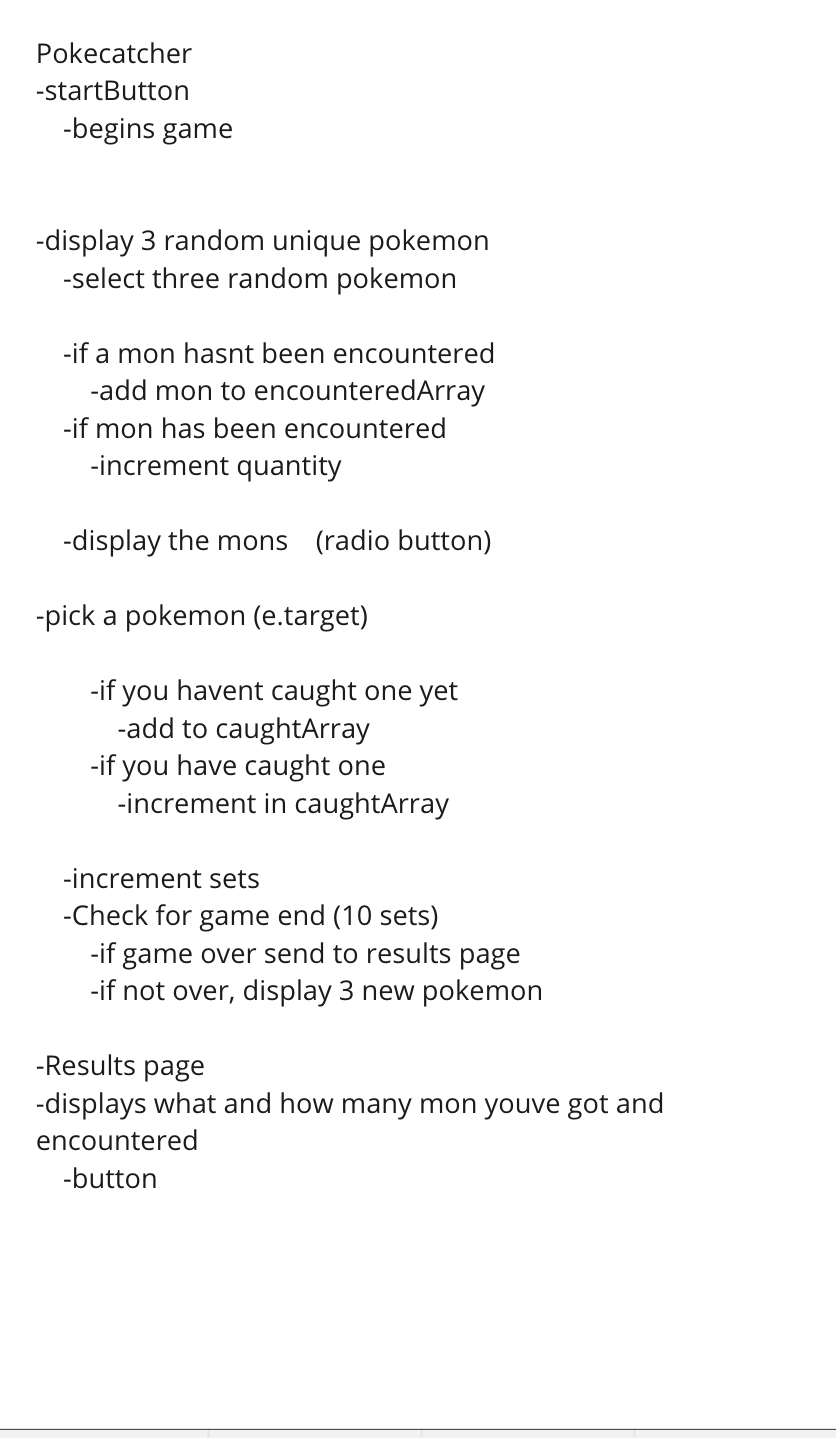 Pokecatcher
-startButton
-begins game
-display 3 random unique pokemon
-select three random pokemon
-if a mon hasnt been encountered
-add mon to encounteredArray
-if mon has been encountered
-increment quantity
-display the mons (radio button)
-pick a pokemon (e.target)
-if you havent caught one yet
-add to caughtArray
-if you have caught one
-increment in caughtArray
-increment sets
-Check for game end (10 sets)
-if game over send to results page
-if not over, display 3 new pokemon
-Results page
-displays what and how many mon youve got and
encountered
-button